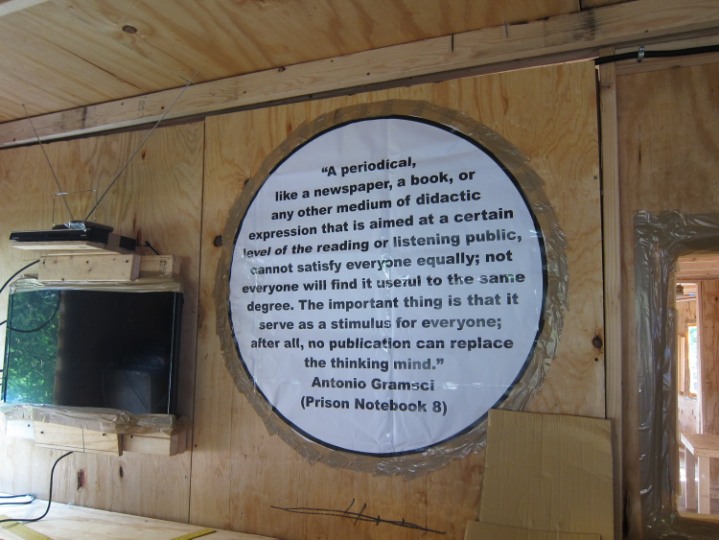 “A periodical,
like a newspaper, a book, or
any other medium of didactic
expression that is aimed at a certain
level of the reading or listening public,
cannot satisfy everyone equally; not
everyone will find it useful to the same
degree. The important thing is that it
serve as a stimulus for everyone;
after all, no publication can replace
the thinking mind.”
Antonio Gramsci
(Prison Notebook 8)